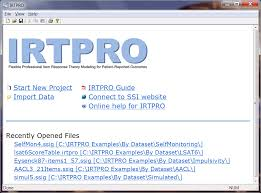 IRTPRO
File View Help
IRTPRO
Flexible Professional Item Response Theory Modeling for Patient-Reported Outcomes
Start New Project
IRTPRO Guide
Import Data
Connect to SSI website
Online help for IRTPRO
Recently Opened Files
SelfMon4.ssig (C:\IRTPRO Examples\By Dataset\SelfMonitoring\)
lsat6ScoreTable.irtpro (C:\IRTPRO Examples\By Dataset\LSAT6\)
Eysenck87-items1_57.ssig (C:\IRTPRO Examples\By Dataset\Impulsivity\)
AACL3_21Items.ssig (C:\IRTPRO Examples\By Dataset\AACL\)
simul5.ssig (C:\IRTPRO Examples\By Dataset\Simulated\)
NUM